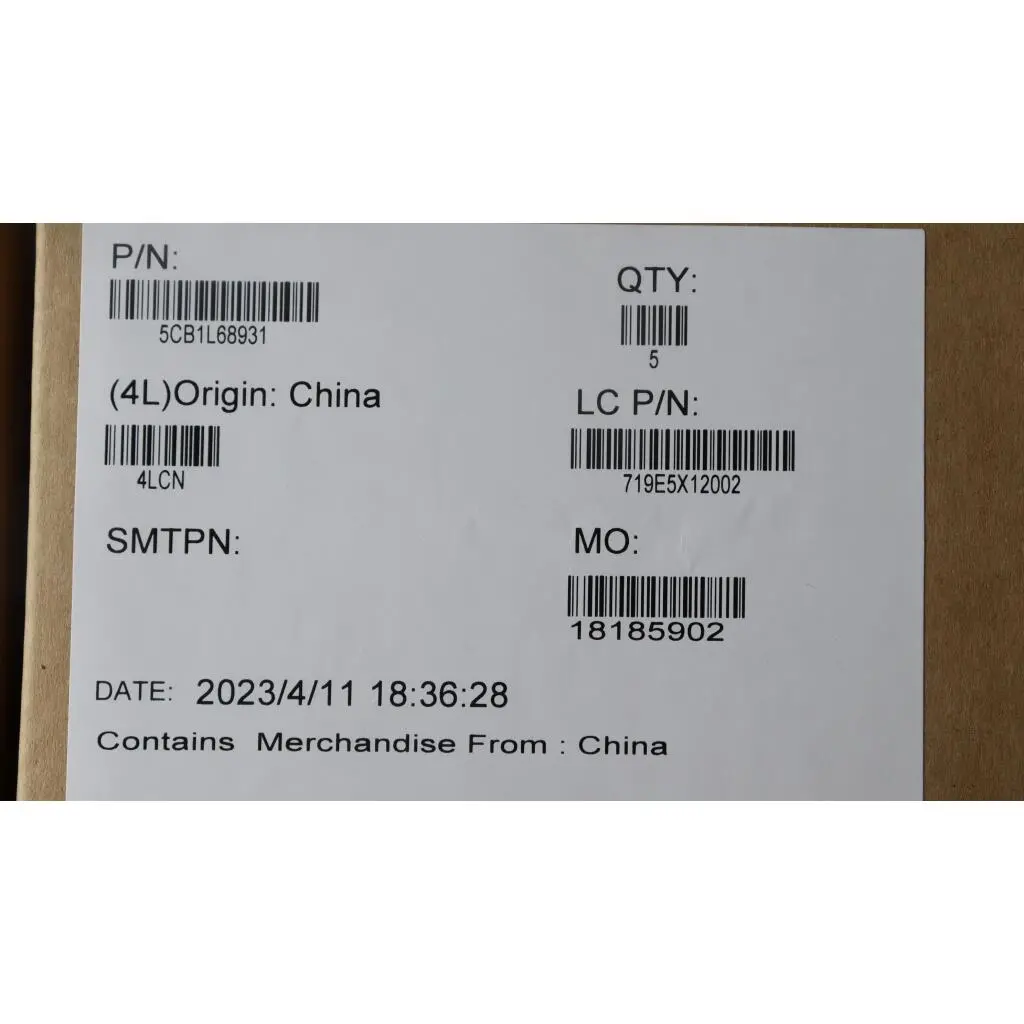 P/N:
5CB1L68931
QTY:
5
(4L)Origin: China
4LCN
LC P/N:
719E5X12002
SMTPN:
MO:
18185902
DATE: 2023/4/11 18:36:28
Contains Merchandise From : China